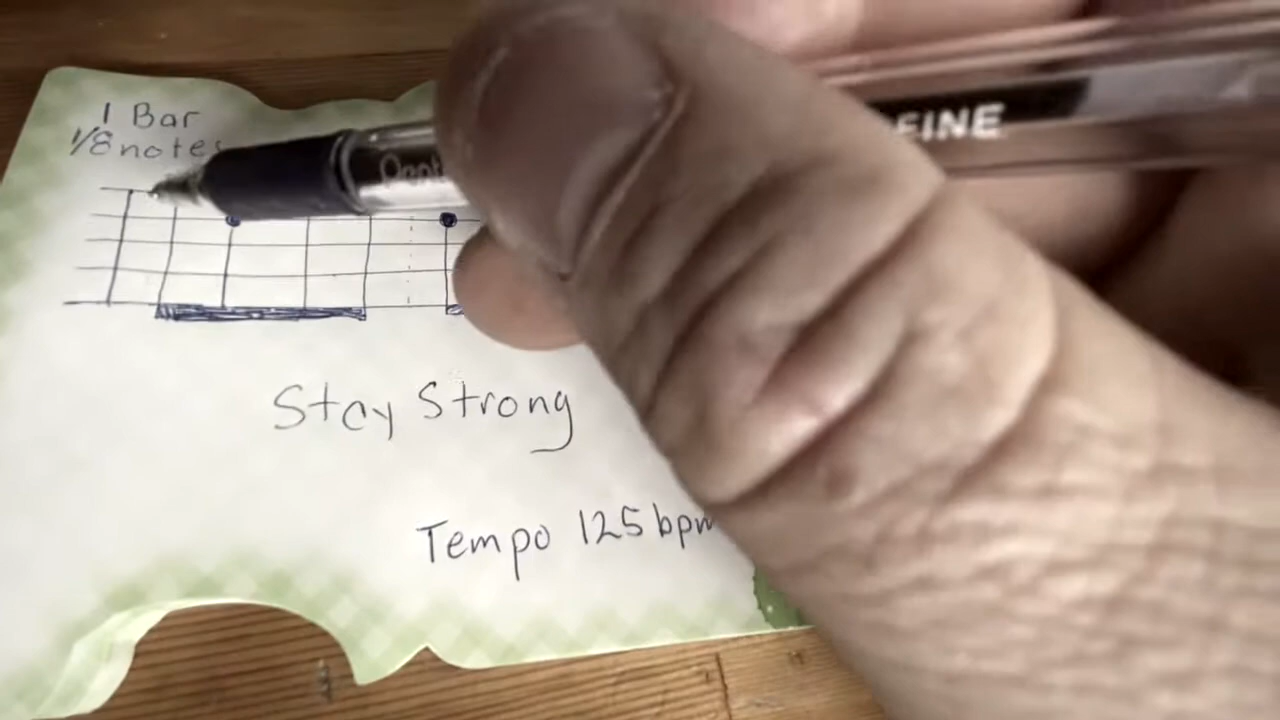 1 Bar
1/8 notes
FINE
Stay Strong
Tempo 125 bpm